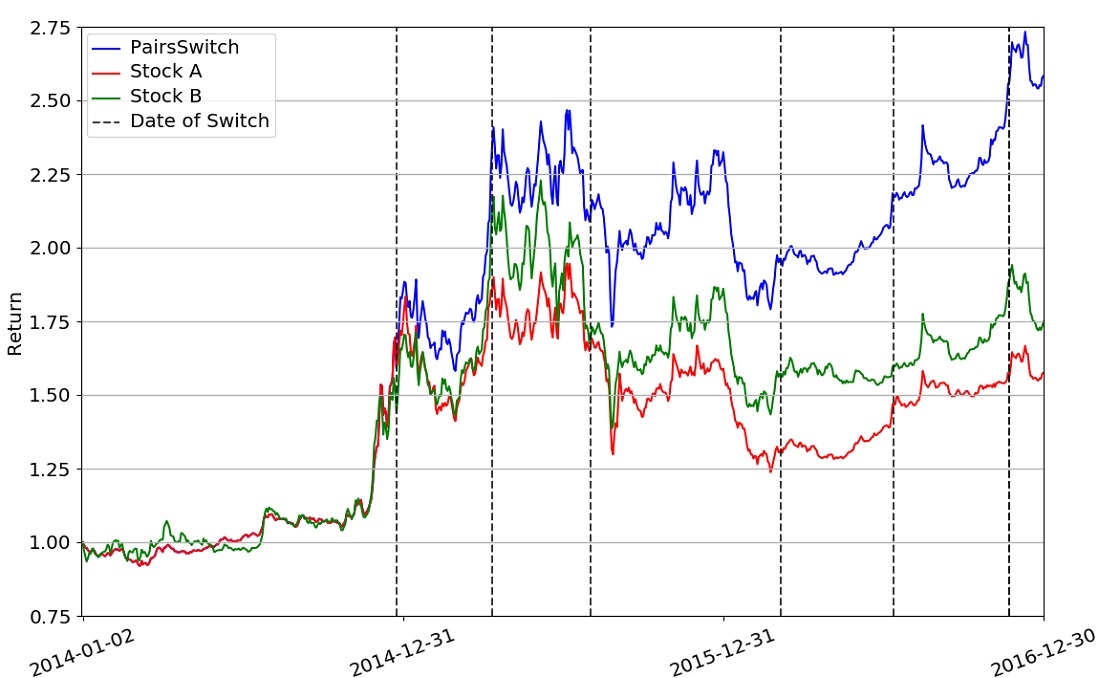 2.75
2.50
2.25
2.00
1.75
1.50
1.25
1.00
0.75
Return
PairsSwitch
Stock A
Stock B
Date of Switch
2014-01-02
2014-12-31
2015-12-31
2016-12-30